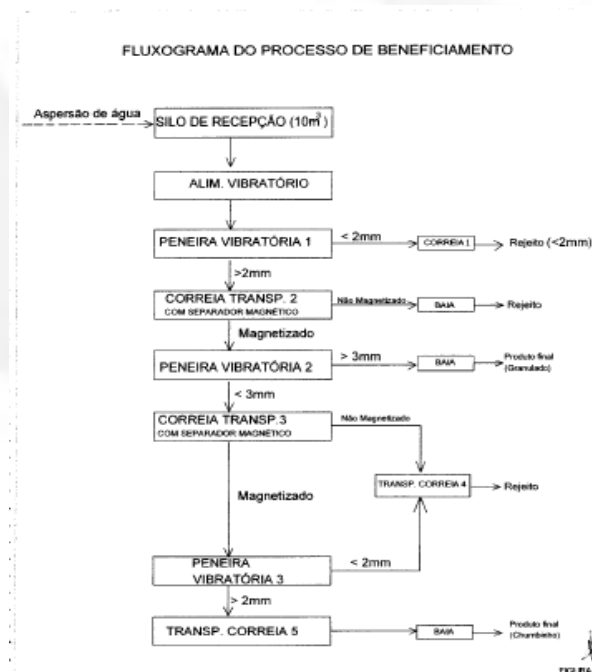 FLUXOGRAMA DO PROCESSO DE BENEFICIAMENTO
Aspersão de água
SILO DE RECEPÇÃO (10m³)
ALIM. VIBRATÓRIO
PENEIRA VIBRATÓRIA 1
< 2mm
CORREIA 1
Rejeito (<2mm)
>2mm
CORREIA TRANSP. 2
COM SEPARADOR MAGNÉTICO
Não Magnetizado
BAIA
Rejeito
Magnetizado
PENEIRA VIBRATÓRIA 2
> 3mm
BAIA
Produto final
(Granulado)
< 3mm
CORREIA TRANSP.3
COM SEPARADOR MAGNÉTICO
Não Magnetizado
TRANSP. CORREIA 4
Rejeito
Magnetizado
PENEIRA
VIBRATÓRIA 3
< 2mm
> 2mm
TRANSP. CORREIA 5
BAIA
Produto final
(Chumbinho)
FIGURA